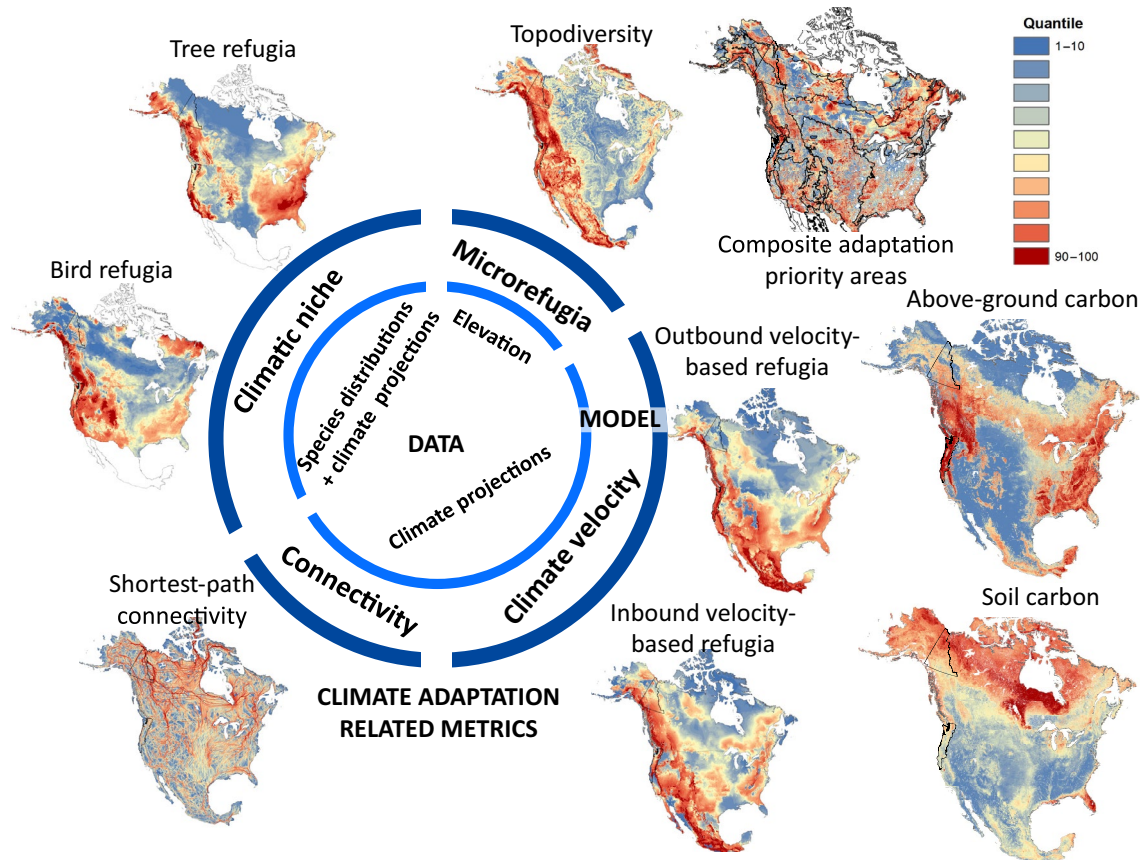 Tree refugia
Topodiversity
Quantile
1–10
90–100
Composite adaptation
priority areas
Bird refugia
Above-ground carbon
Climatic niche
Microrefugia
Species distributions
+ climate projections
Elevation
Outbound velocity-
based refugia
MODEL
DATA
Climate projections
Connectivity
Climate velocity
Shortest-path
connectivity
Inbound velocity-
based refugia
Soil carbon
CLIMATE ADAPTATION
RELATED METRICS